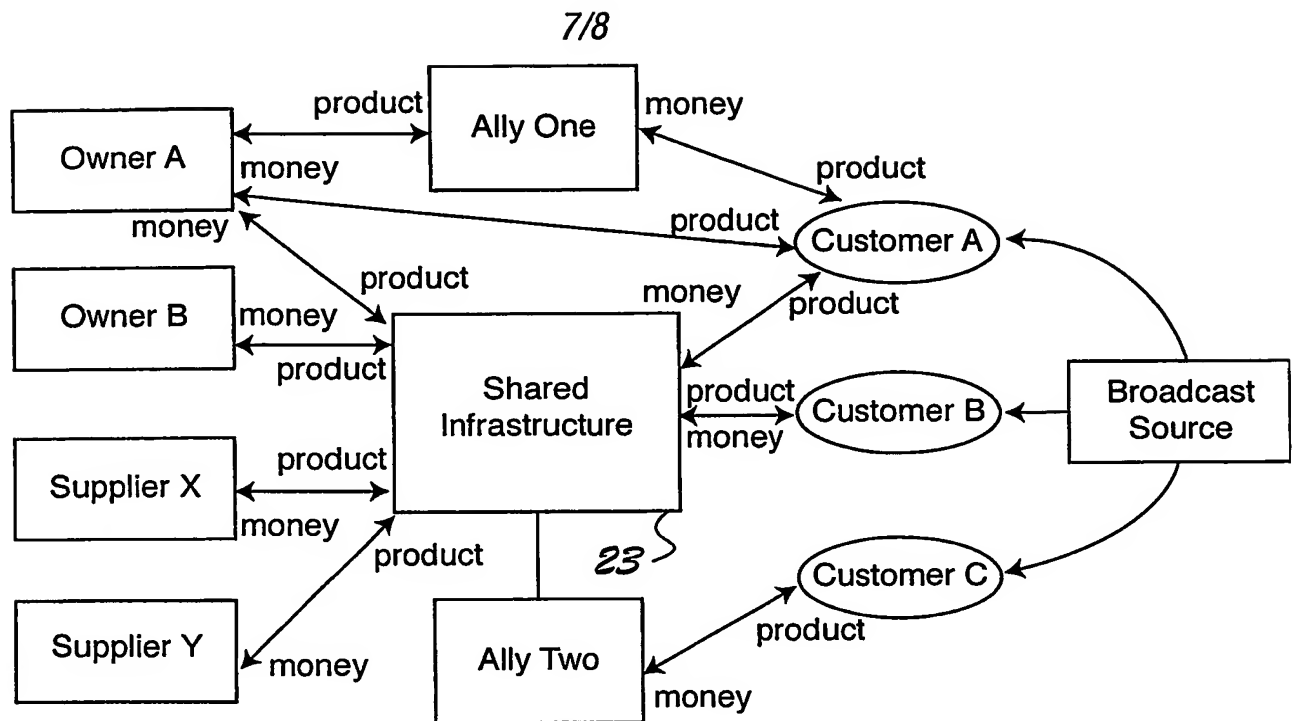 7/8
product
Ally One
money
Owner A
money
product
money
product
Customer A
product
money
product
Owner B
money
product
Shared
Infrastructure
product
money
Customer B
Broadcast
Source
Supplier X
product
money
product
23
Customer C
Supplier Y
money
Ally Two
product
money